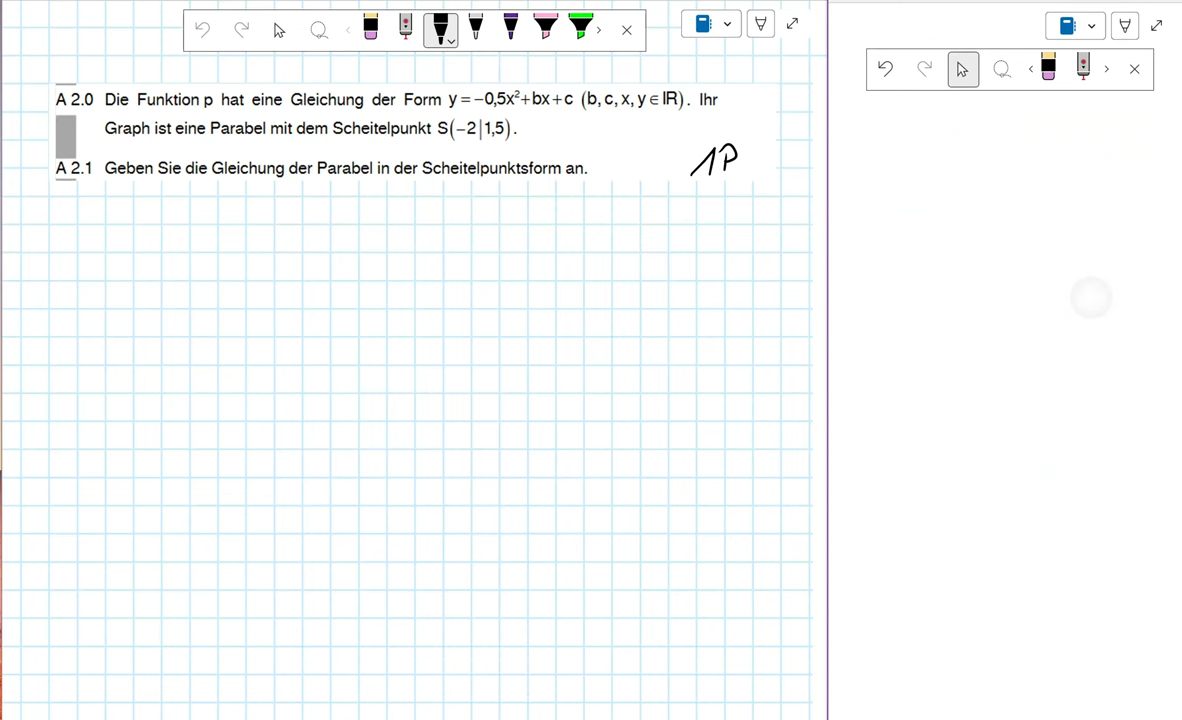 A 2.0 Die Funktion p hat eine Gleichung der Form y = −0,5x²+bx+c (b, c, x, y ∈ IR). Ihr
Graph ist eine Parabel mit dem Scheitelpunkt S(−2|1,5).
A 2.1 Geben Sie die Gleichung der Parabel in der Scheitelpunktsform an.
1P